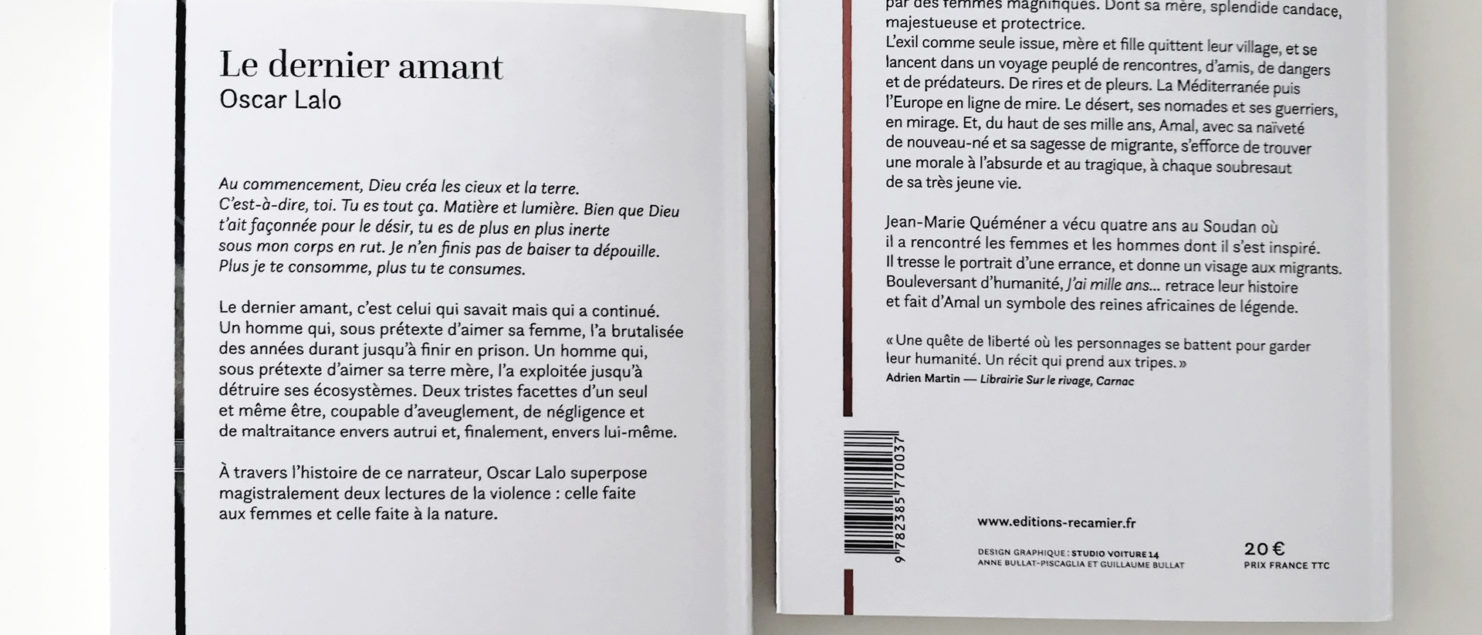 Le dernier amant
Oscar Lalo
Au commencement, Dieu créa les cieux et la terre.
C'est-à-dire, toi. Tu es tout ça. Matière et lumière. Bien que Dieu
t'ait façonnée pour le désir, tu es de plus en plus inerte
sous mon corps en rut. Je n'en finis pas de baiser ta dépouille.
Plus je te consomme, plus tu te consumes.
Le dernier amant, c'est celui qui savait mais qui a continué.
Un homme qui, sous prétexte d'aimer sa femme, l'a brutalisée
des années durant jusqu'à finir en prison. Un homme qui,
sous prétexte d'aimer sa terre mère, l'a exploitée jusqu'à
détruire ses écosystèmes. Deux tristes facettes d'un seul
et même être, coupable d'aveuglement, de négligence et
de maltraitance envers autrui et, finalement, envers lui-même.
À travers l'histoire de ce narrateur, Oscar Lalo superpose
magistralement deux lectures de la violence : celle faite
aux femmes et celle faite à la nature.
par des femmes magnifiques. Dont sa mère, splendide candace,
majestueuse et protectrice.
L'exil comme seule issue, mère et fille quittent leur village, et se
lancent dans un voyage peuplé de rencontres, d'amis, de dangers
et de prédateurs. De rires et de pleurs. La Méditerranée puis
l'Europe en ligne de mire. Le désert, ses nomades et ses guerriers,
en mirage. Et, du haut de ses mille ans, Amal, avec sa naïveté
de nouveau-né et sa sagesse de migrante, s'efforce de trouver
une morale à l'absurde et au tragique, à chaque soubresaut
de sa très jeune vie.
Jean-Marie Quéméner a vécu quatre ans au Soudan où
il a rencontré les femmes et les hommes dont il s'est inspiré.
Il tresse le portrait d'une errance, et donne un visage aux migrants.
Bouleversant d'humanité, J'ai mille ans... retrace leur histoire
et fait d'Amal un symbole des reines africaines de légende.
« Une quête de liberté où les personnages se battent pour garder
leur humanité. Un récit qui prend aux tripes. »
Adrien Martin — Librairie Sur le rivage, Carnac
9 782385 770037
www.editions-recamier.fr
DESIGN GRAPHIQUE : STUDIO VOITURE 14
ANNE BULLAT-PISCAGLIA ET GUILLAUME BULLAT
20 €
PRIX FRANCE TTC